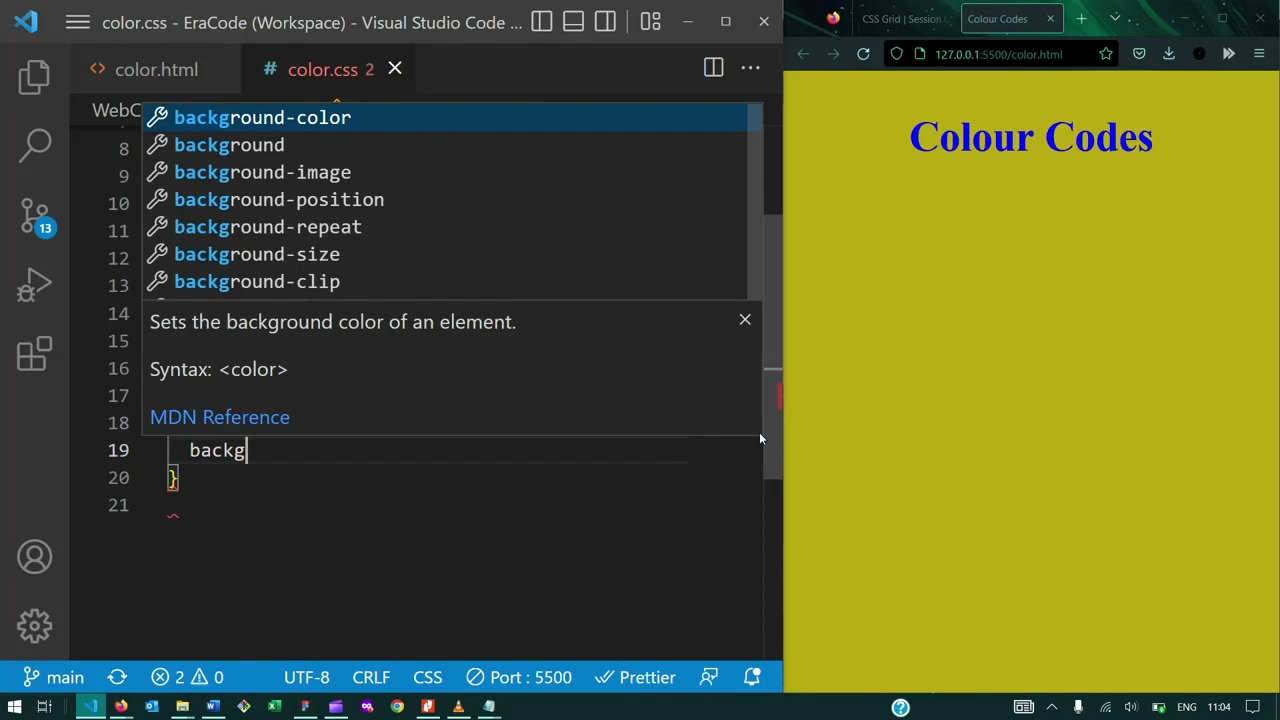 color.css - EraCode (Workspace) - Visual Studio Code ...
color.html
# color.css 2
WebC
8
9
10
11
12
13
14
15
16
17
18
19
20
21
background-color
background
background-image
background-position
background-repeat
background-size
background-clip
Sets the background color of an element.
Syntax: <color>
MDN Reference
backg
}
13
main
2
0
UTF-8
CRLF
CSS
Port : 5500
Prettier
CSS Grid | Session
Colour Codes
127.0.0.1:5500/color.html
Colour Codes
ENG
11:04